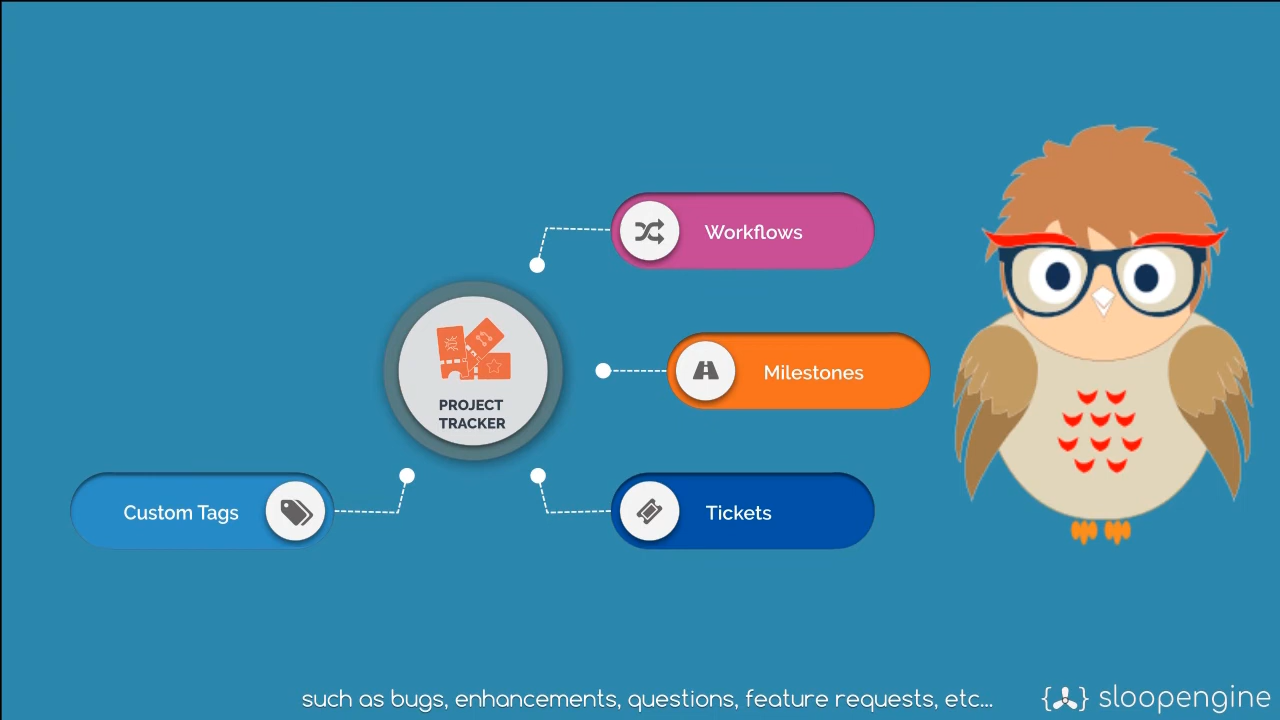 Workflows
PROJECT
TRACKER
Milestones
Custom Tags
Tickets
such as bugs, enhancements, questions, feature requests, etc...
{ } sloopengine